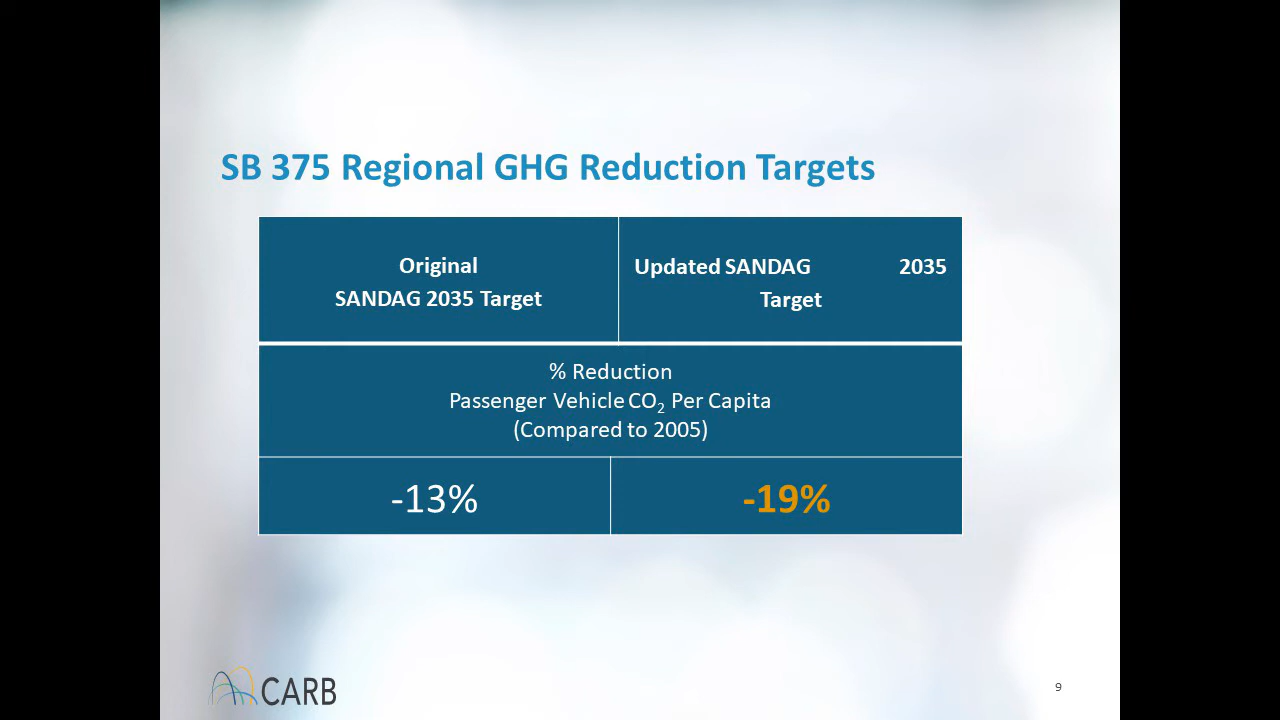 SB 375 Regional GHG Reduction Targets
Original
SANDAG 2035 Target
Updated SANDAG 2035
Target
% Reduction
Passenger Vehicle CO₂ Per Capita
(Compared to 2005)
-13%
-19%
CARB
9